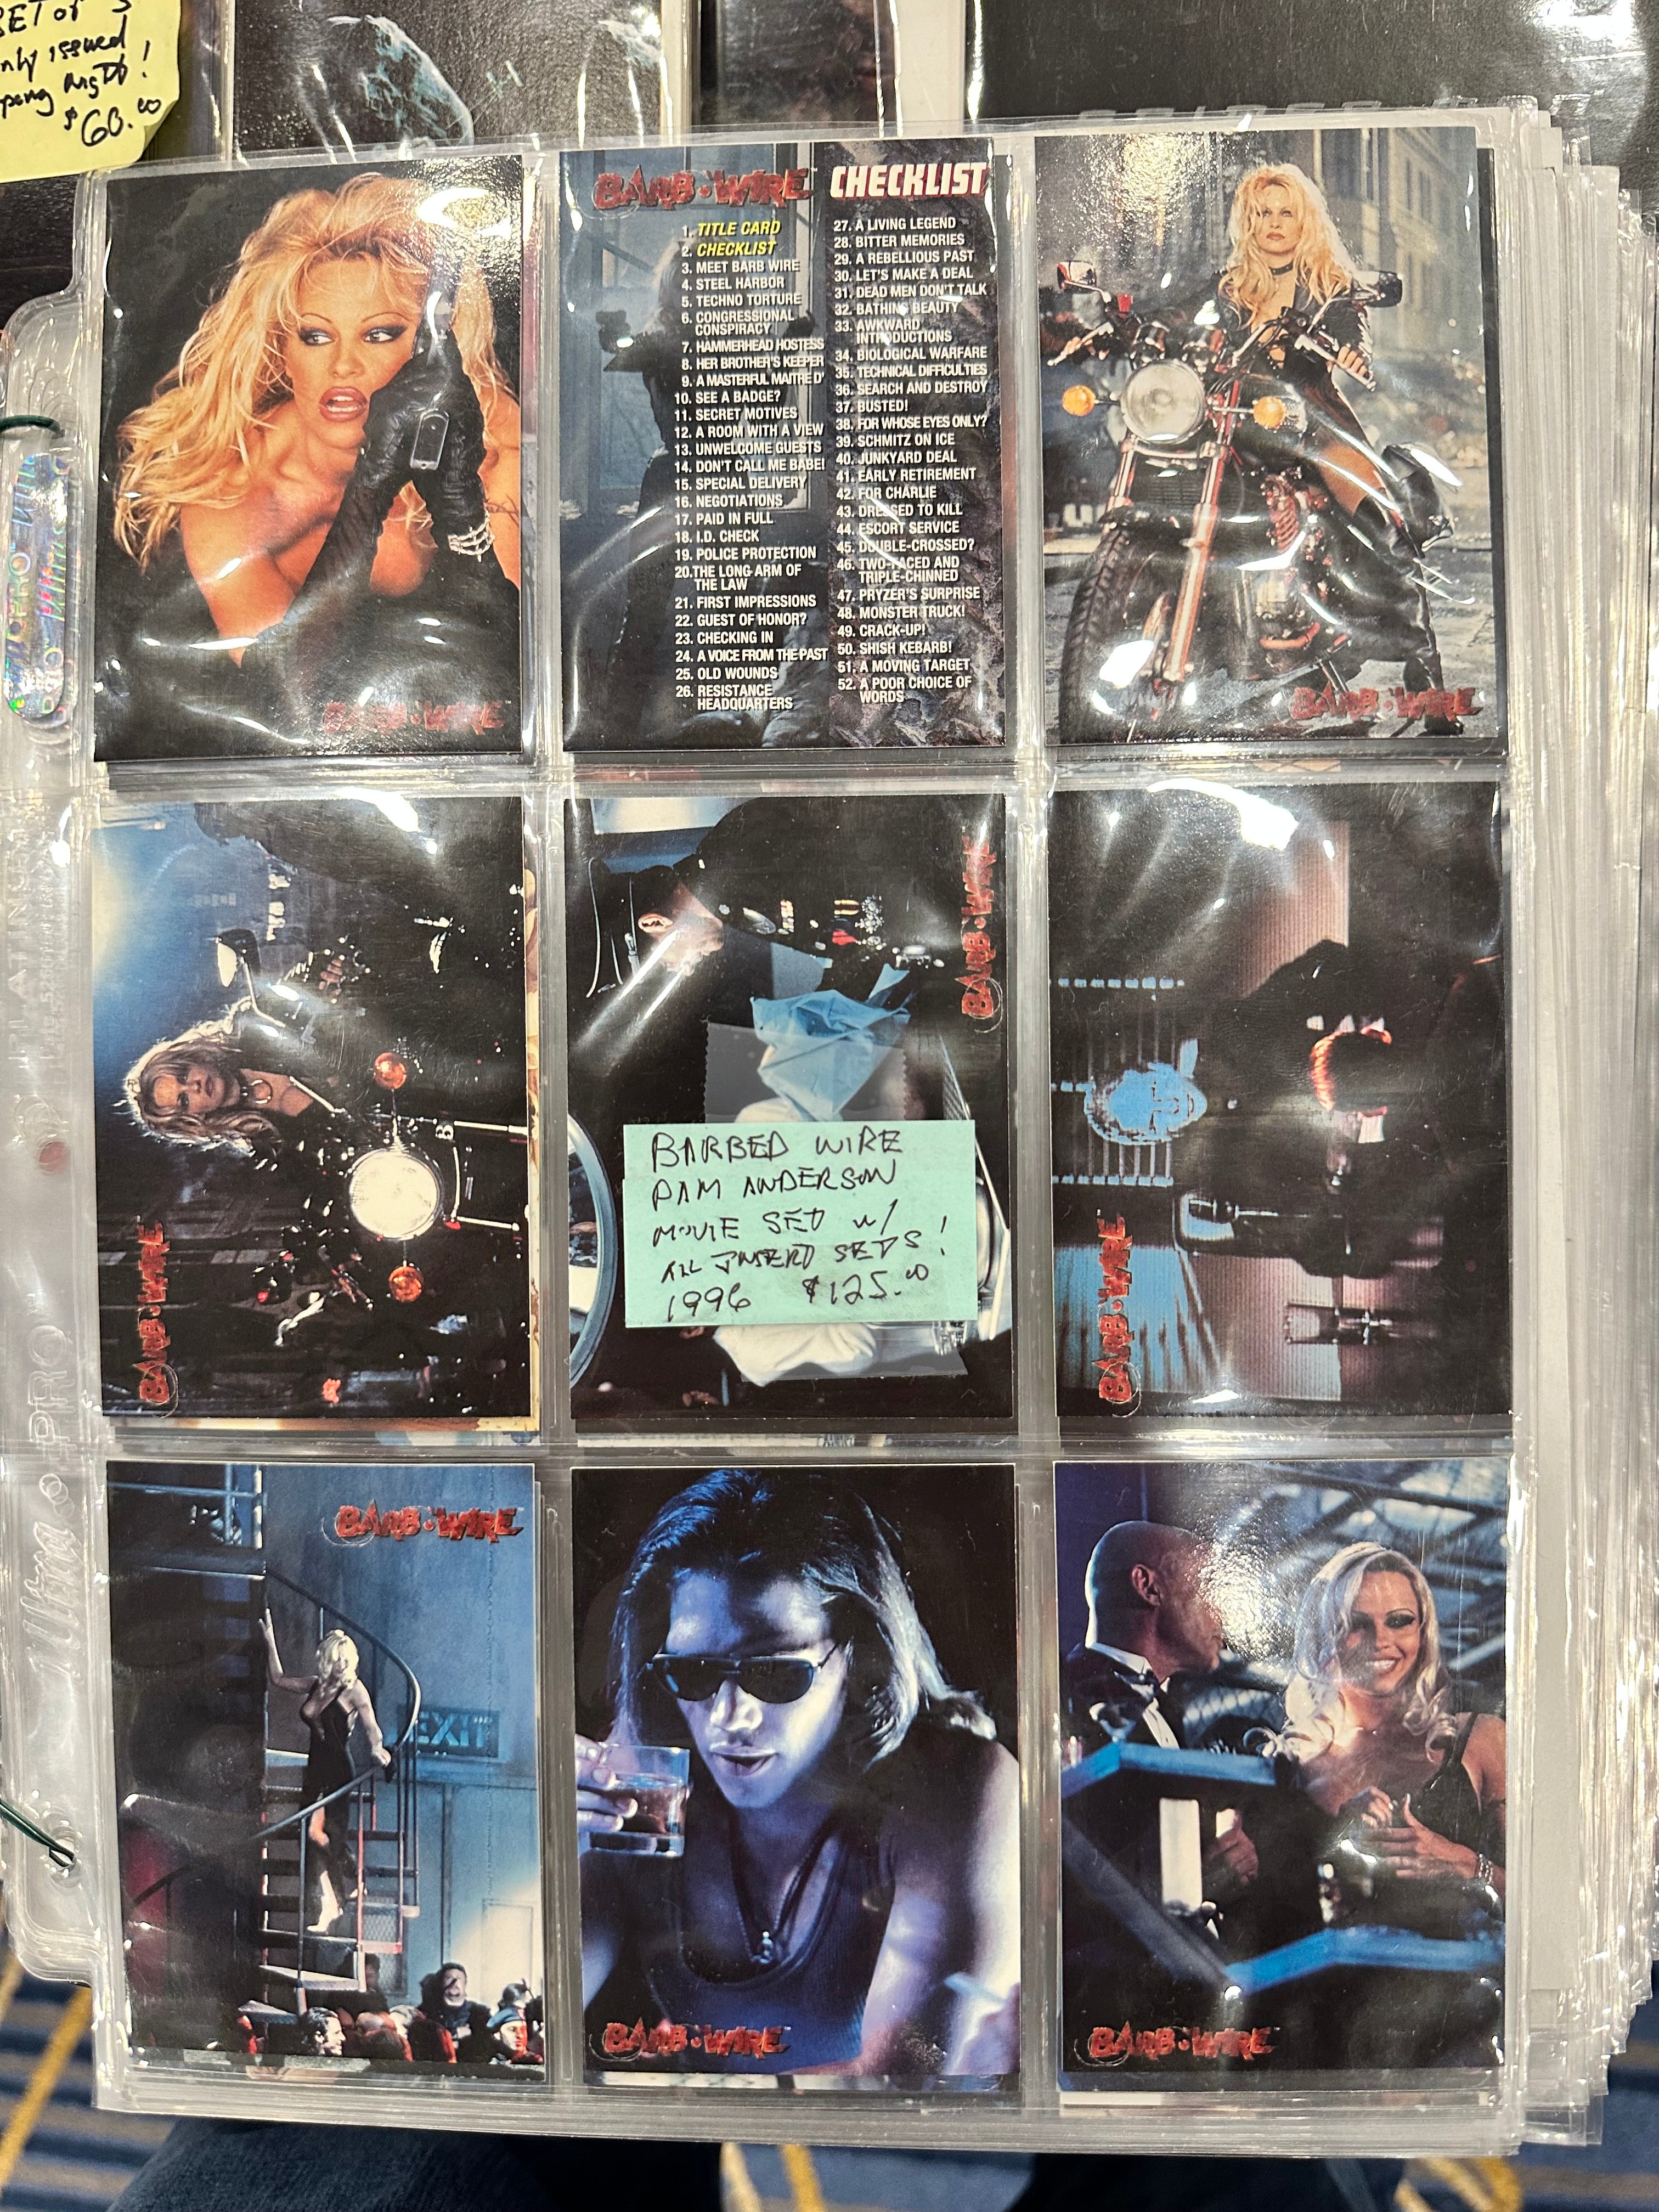 SET of 3
only issued
$60.00
BARB·WIRE
CHECKLIST
1. TITLE CARD
2. CHECKLIST
3. MEET BARB WIRE
4. STEEL HARBOR
5. TECHNO TORTURE
6. CONGRESSIONAL
CONSPIRACY
7. HAMMERHEAD HOSTESS
8. HER BROTHER'S KEEPER
9. A MASTERFUL MAITRE D'
10. SEE A BADGE?
11. SECRET MOTIVES
12. A ROOM WITH A VIEW
13. UNWELCOME GUESTS
14. DON'T CALL ME BABE!
15. SPECIAL DELIVERY
16. NEGOTIATIONS
17. PAID IN FULL
18. I.D. CHECK
19. POLICE PROTECTION
20. THE LONG ARM OF
THE LAW
21. FIRST IMPRESSIONS
22. GUEST OF HONOR?
23. CHECKING IN
24. A VOICE FROM THE PAST
25. OLD WOUNDS
26. RESISTANCE
HEADQUARTERS
27. A LIVING LEGEND
28. BITTER MEMORIES
29. A REBELLIOUS PAST
30. LET'S MAKE A DEAL
31. DEAD MEN DON'T TALK
32. BATHING BEAUTY
33. AWKWARD
INTRODUCTIONS
34. BIOLOGICAL WARFARE
35. TECHNICAL DIFFICULTIES
36. SEARCH AND DESTROY
37. BUSTED!
38. FOR WHOSE EYES ONLY?
39. SCHMITZ ON ICE
40. JUNKYARD DEAL
41. EARLY RETIREMENT
42. FOR CHARLIE
43. DRESSED TO KILL
44. ESCORT SERVICE
45. DOUBLE-CROSSED?
46. TWO-FACED AND
TRIPLE-CHINNED
47. PRYZER'S SURPRISE
48. MONSTER TRUCK!
49. CRACK-UP!
50. SHISH KEBARB!
51. A MOVING TARGET
52. A POOR CHOICE OF
WORDS
BARB·WIRE
BARB·WIRE
BARB·WIRE
BARB·WIRE
BARB·WIRE
BARBED WIRE
PAM ANDERSON
MOVIE SET w/
ALL INSERT SETS!
1996 $125.00
BARB·WIRE
EXIT
BARB·WIRE
BARB·WIRE
Ultra PRO
PLATINUM